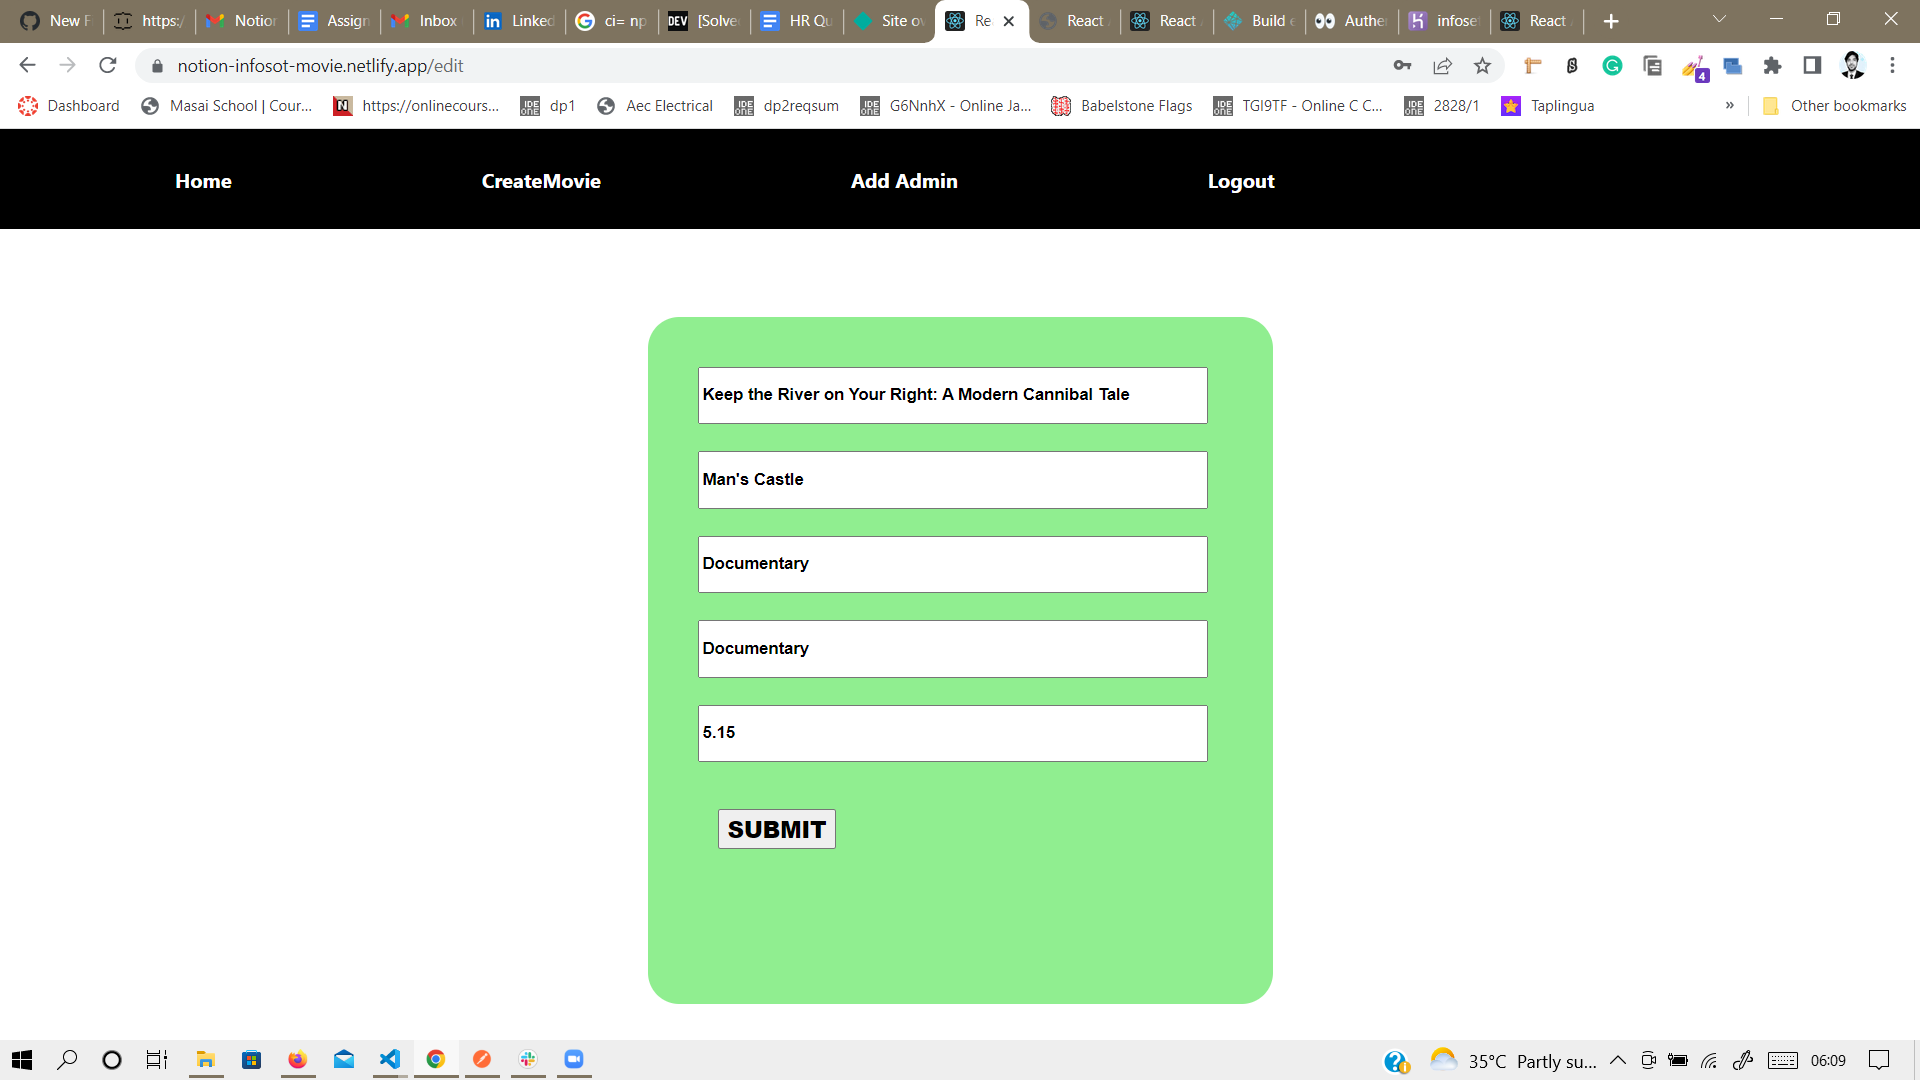 New F
https:/
Notion
Assign
Inbox
Linked
ci= np
DEV [Solve
HR Qu
Site ov
Re
React
React
Build e
Authe
infose
React
notion-infosot-movie.netlify.app/edit
4
Dashboard
Masai School | Cour...
https://onlinecours...
dp1
Aec Electrical
dp2reqsum
G6NnhX - Online Ja...
Babelstone Flags
TGI9TF - Online C C...
2828/1
Taplingua
»
Other bookmarks
Home
CreateMovie
Add Admin
Logout
Keep the River on Your Right: A Modern Cannibal Tale
Man's Castle
Documentary
Documentary
5.15
SUBMIT
35°C Partly su...
06:09